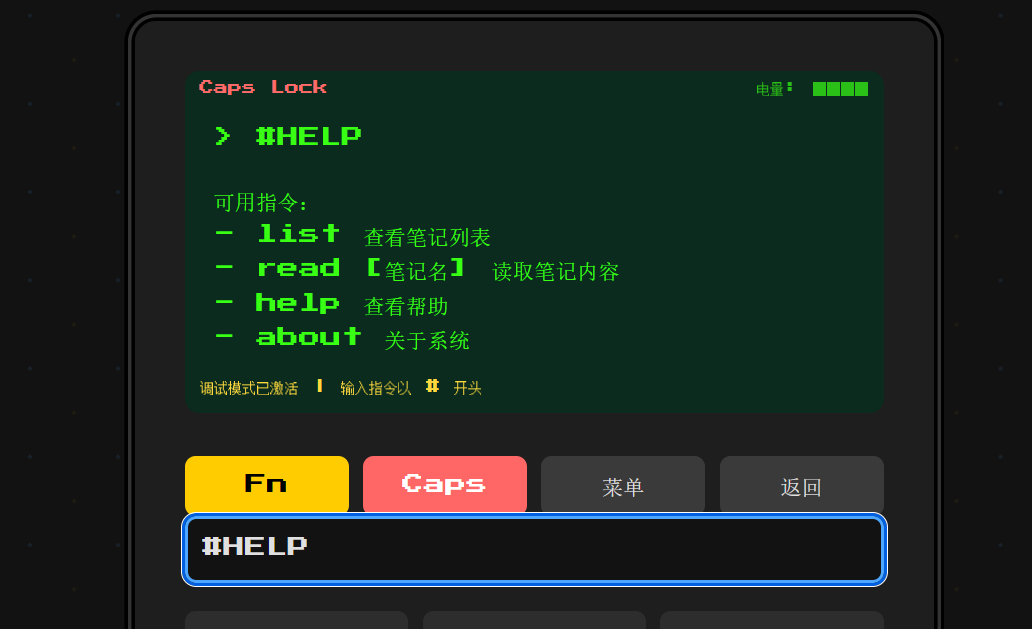 Caps Lock 电量:
> #HELP
可用指令:
- list 查看笔记列表
- read [笔记名] 读取笔记内容
- help 查看帮助
- about 关于系统
调试模式已激活 | 输入指令以 # 开头
Fn Caps 菜单 返回
#HELP